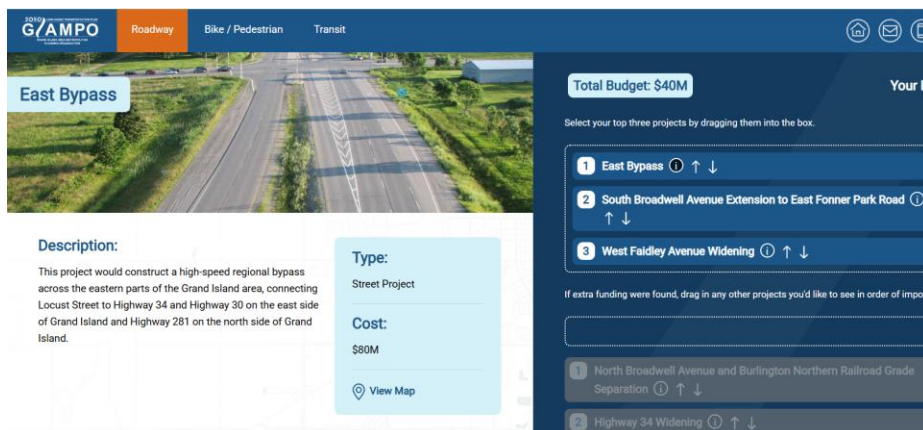 GIAMPO
Roadway
Bike / Pedestrian
Transit
East Bypass
Description:
This project would construct a high-speed regional bypass
across the eastern parts of the Grand Island area, connecting
Locust Street to Highway 34 and Highway 30 on the east side
of Grand Island and Highway 281 on the north side of Grand
Island.
Type:
Street Project
Cost:
$80M
View Map
Total Budget: $40M
Your
Select your top three projects by dragging them into the box.
1 East Bypass i ↑ ↓
2 South Broadwell Avenue Extension to East Fonner Park Road i
↑ ↓
3 West Faidley Avenue Widening i ↑ ↓
If extra funding were found, drag in any other projects you'd like to see in order of impo
1 North Broadwell Avenue and Burlington Northern Railroad Grade
Separation i ↑ ↓
2 Highway 34 Widening i ↑ ↓